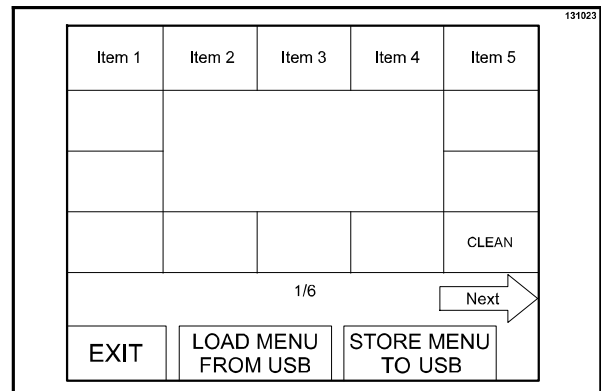 131023
Item 1 Item 2 Item 3 Item 4 Item 5
CLEAN
1/6
Next
EXIT
LOAD MENU
FROM USB
STORE MENU
TO USB